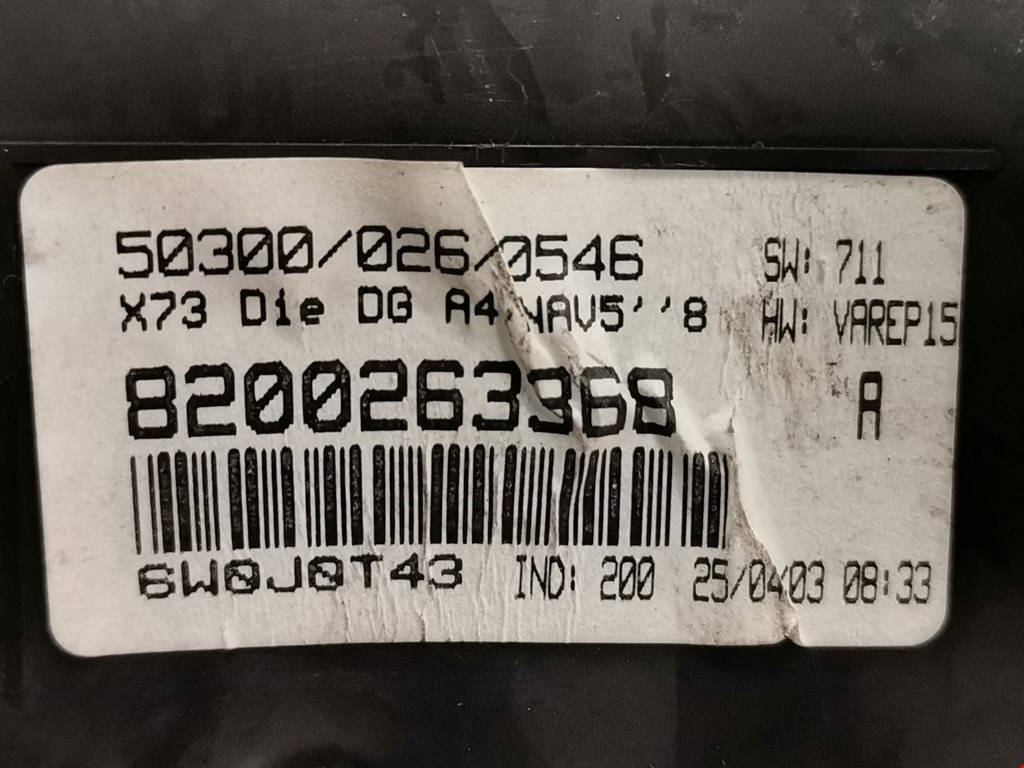 50300/026/0546 SW: 711
X73 Die DG A4 NAV5''8 HW: VAREP15
8200263368 A
6W0J0T43 IND: 200 25/04/03 08:33